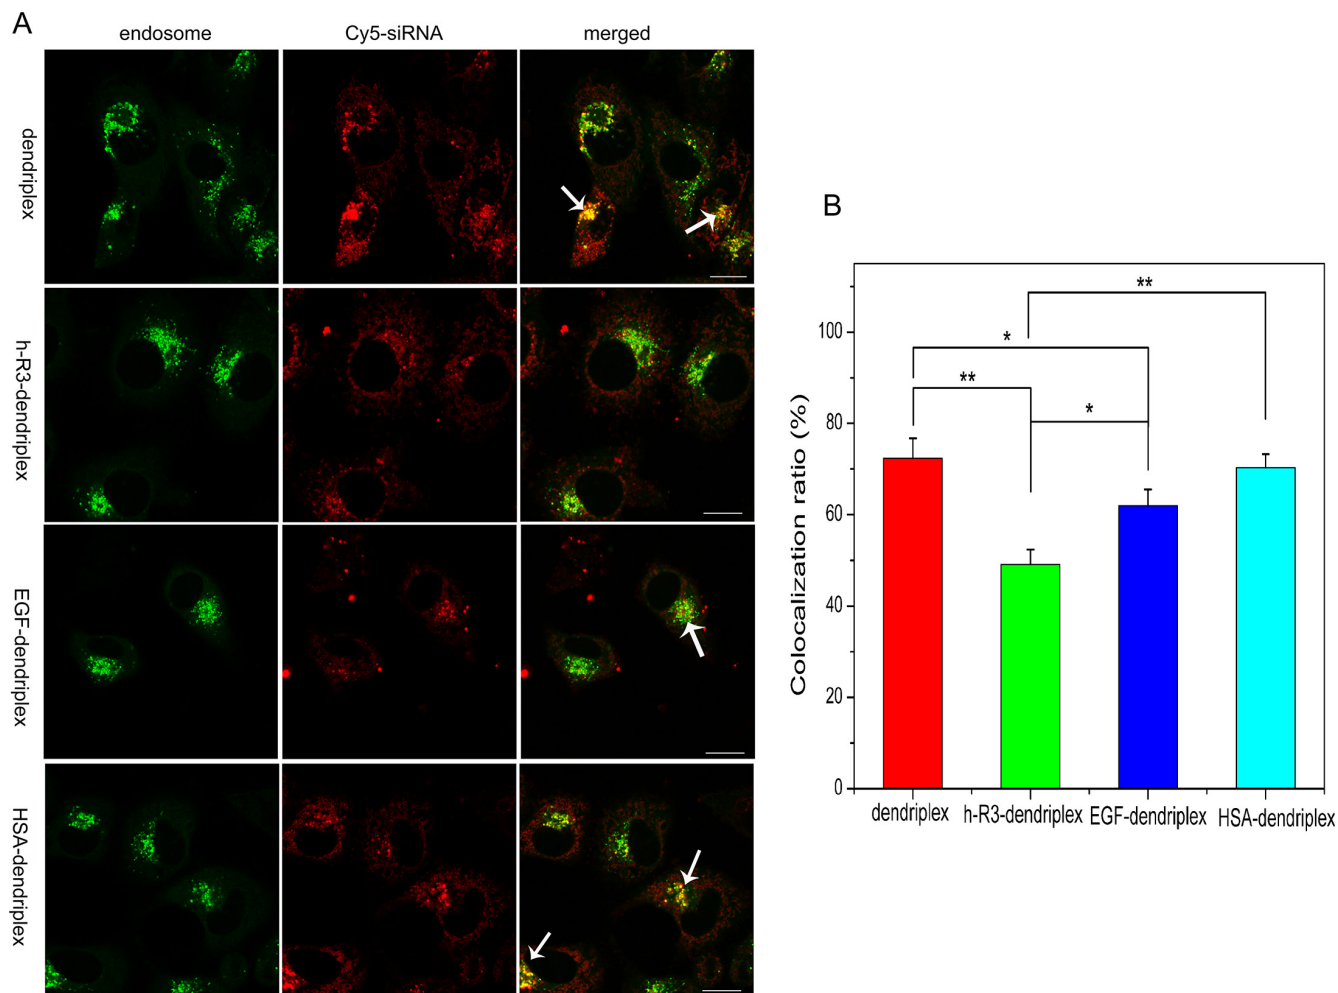 A
endosome Cy5-siRNA merged
dendriplex
h-R3-dendriplex
EGF-dendriplex
HSA-dendriplex
B
Colocalization ratio (%)
100
80
60
40
20
0
**
*
**
*
dendriplex h-R3-dendriplex EGF-dendriplex HSA-dendriplex